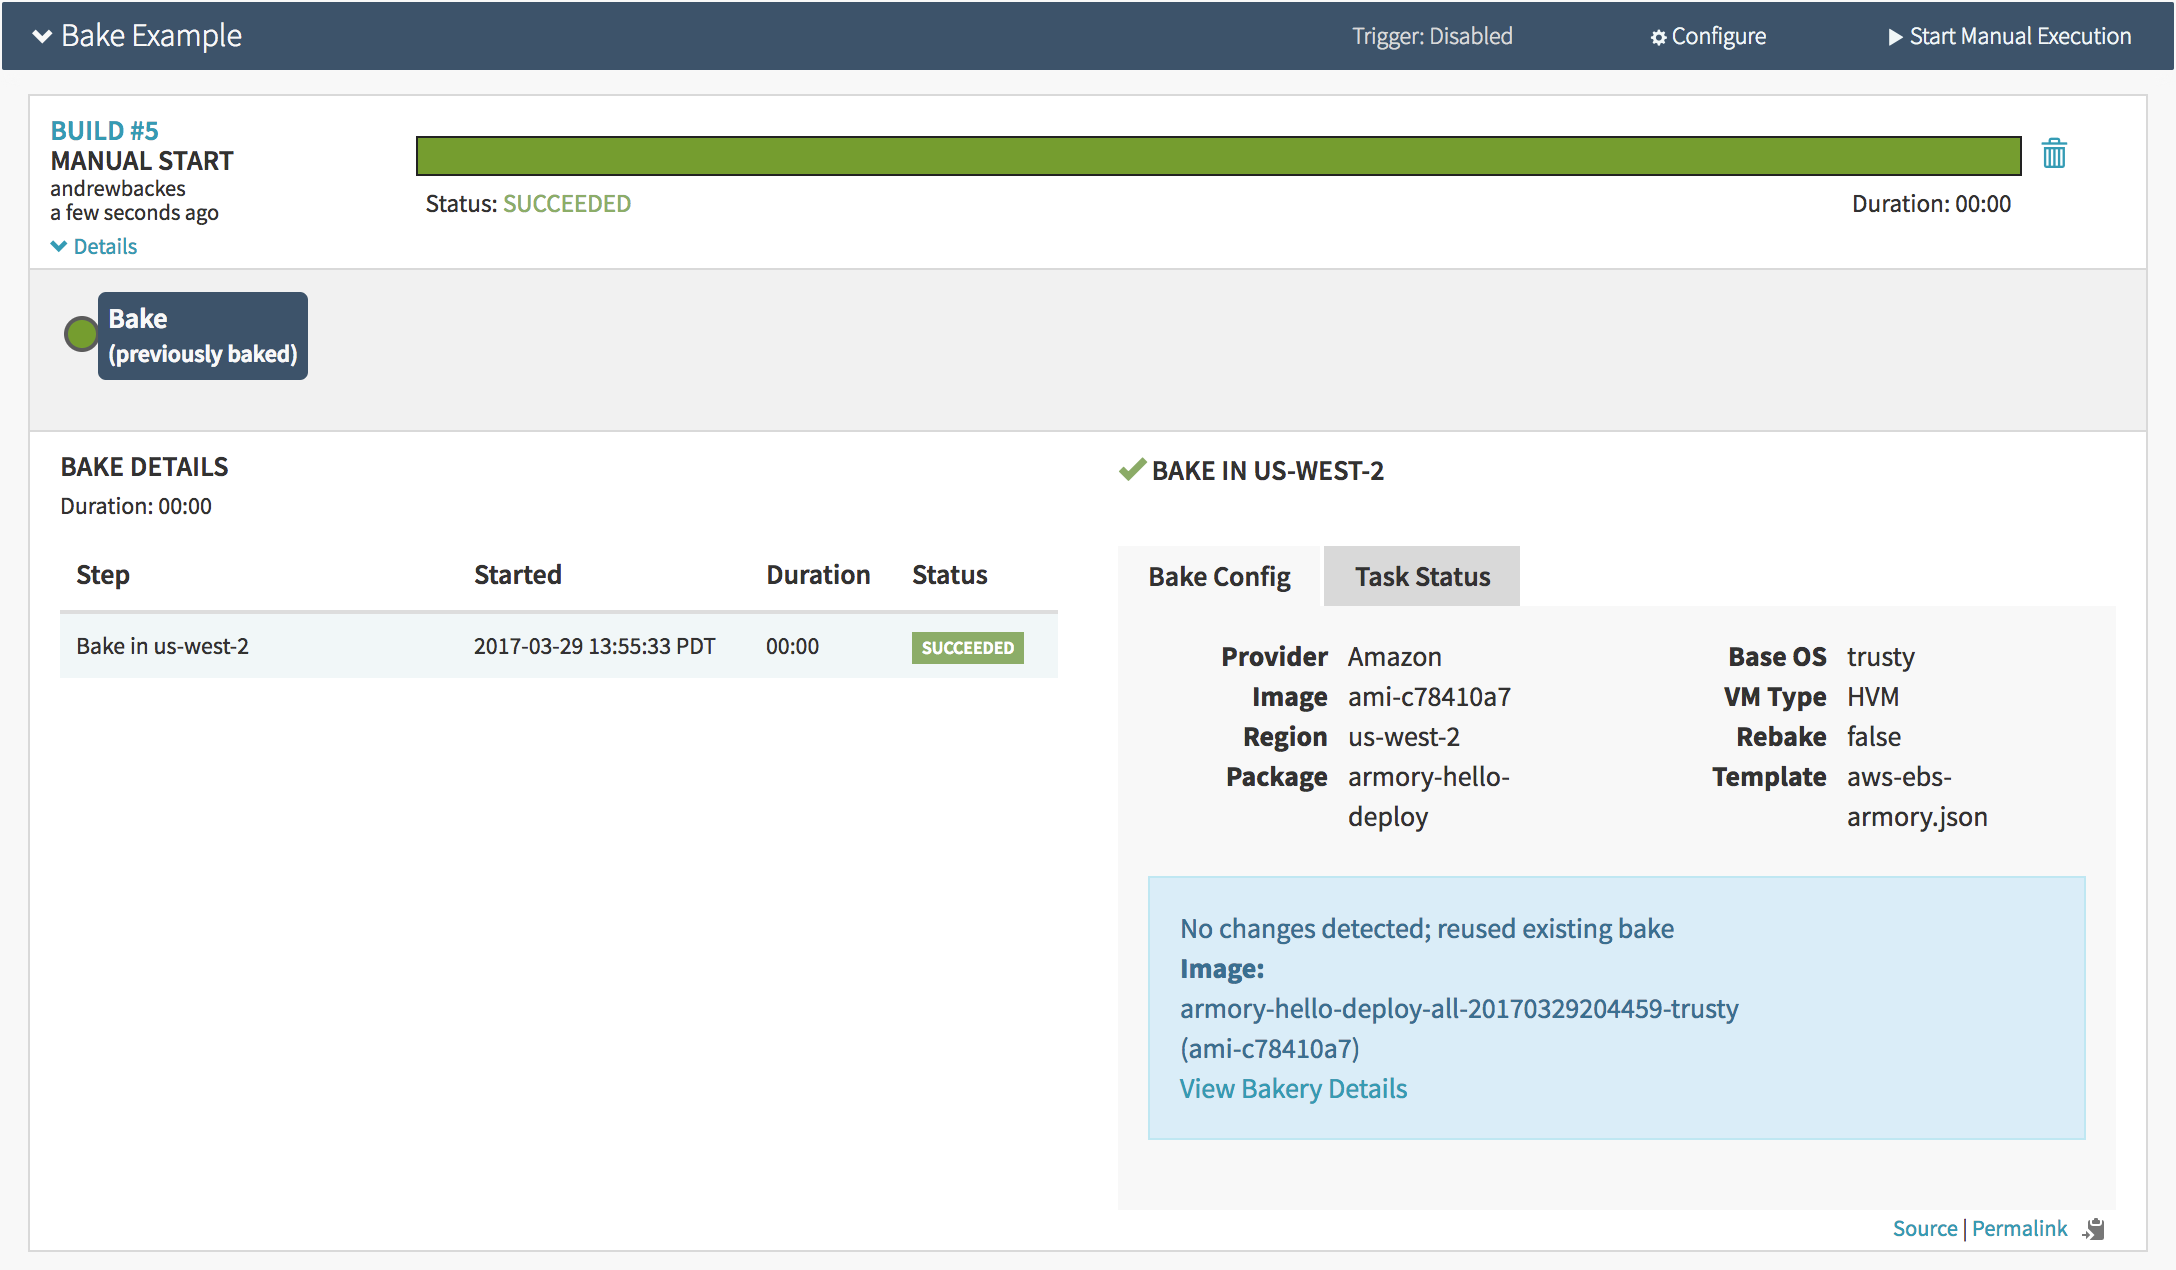 Bake Example
Trigger: Disabled
Configure
Start Manual Execution
BUILD #5
MANUAL START
andrewbackes
a few seconds ago
Details
Status: SUCCEEDED
Duration: 00:00
Bake
(previously baked)
BAKE DETAILS
Duration: 00:00
Step Started Duration Status
Bake in us-west-2 2017-03-29 13:55:33 PDT 00:00 SUCCEEDED
BAKE IN US-WEST-2
Bake Config
Task Status
Provider Amazon
Image ami-c78410a7
Region us-west-2
Package armory-hello-
deploy
Base OS trusty
VM Type HVM
Rebake false
Template aws-ebs-
armory.json
No changes detected; reused existing bake
Image:
armory-hello-deploy-all-20170329204459-trusty
(ami-c78410a7)
View Bakery Details
Source | Permalink